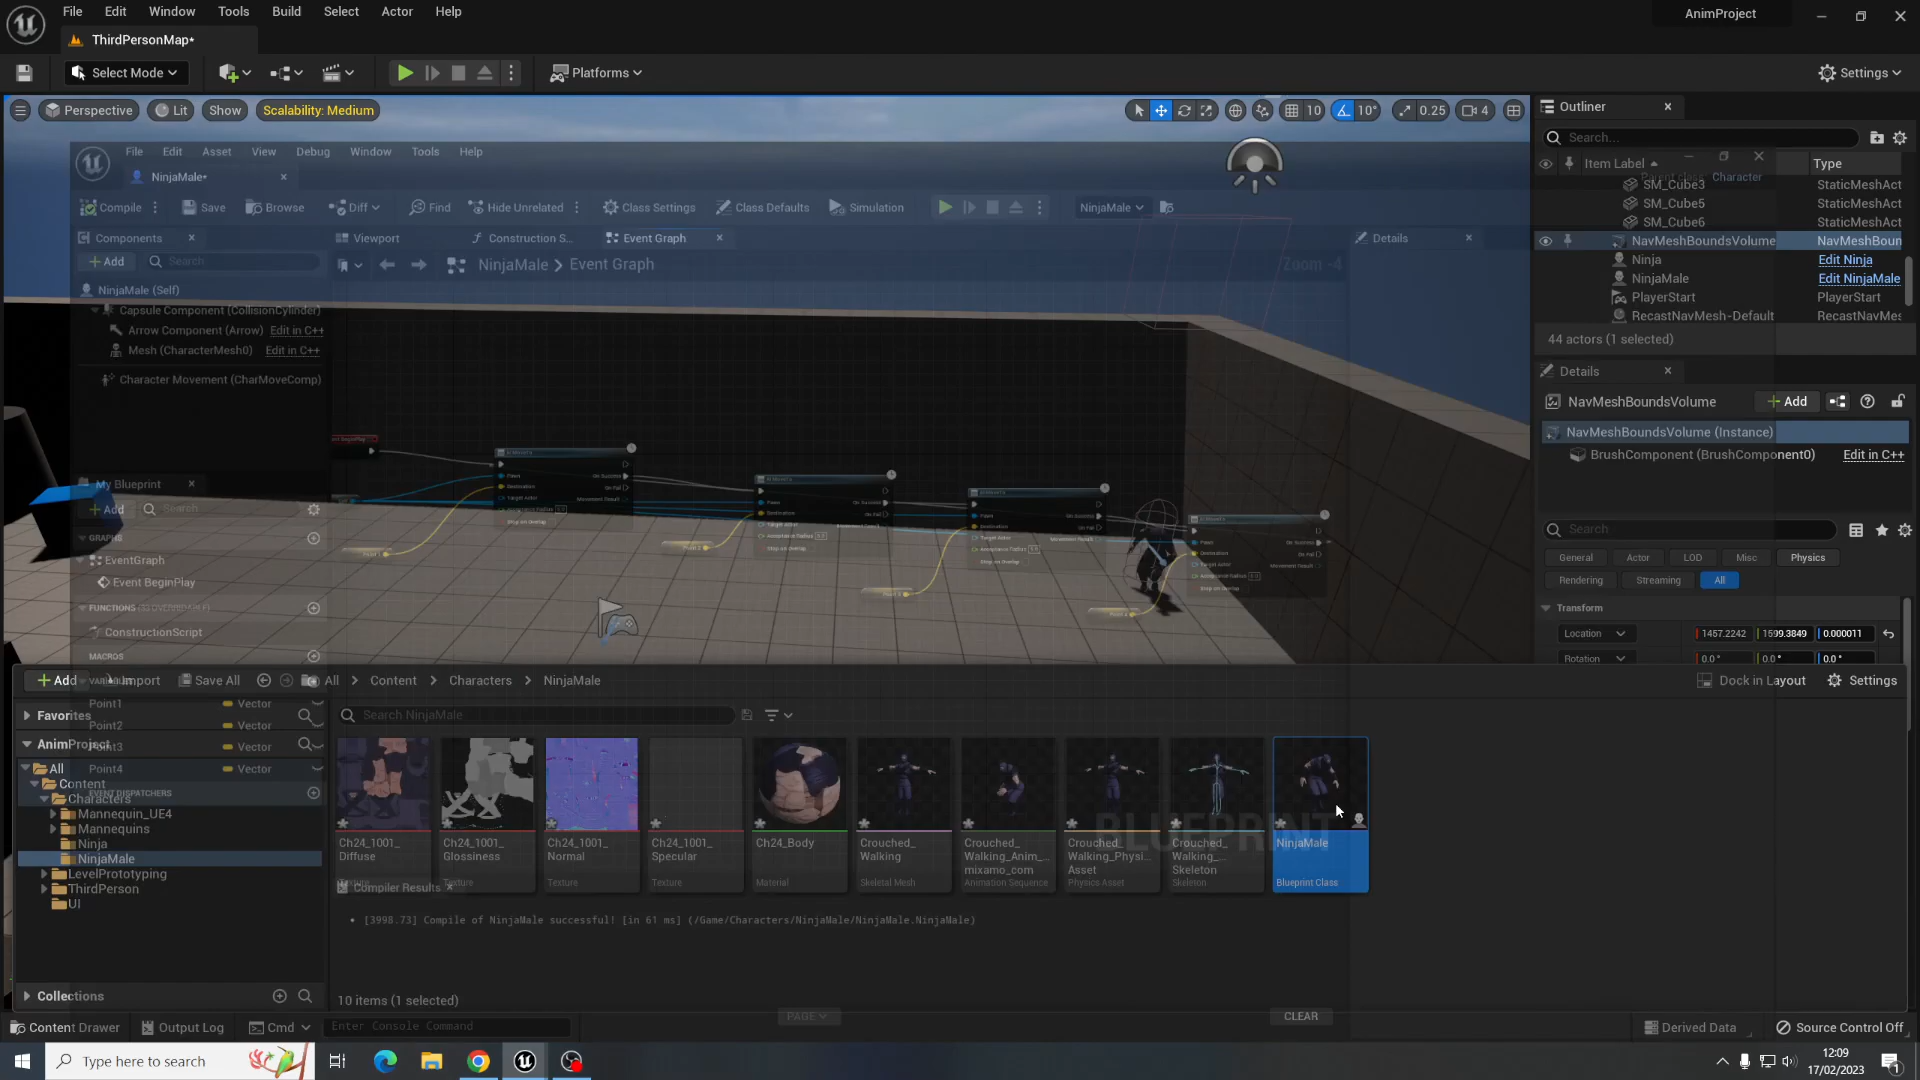 File Edit Window Tools Build Select Actor Help
AnimProject
ThirdPersonMap*
Select Mode
Platforms
Settings
Perspective
Lit
Show
Scalability: Medium
10
10°
0.25
4
Outliner
Search...
Item Label
Type
SM_Cube3 StaticMeshAct
SM_Cube5 StaticMeshAct
SM_Cube6 StaticMeshAct
NavMeshBoundsVolume NavMeshBoun
Ninja Edit Ninja
NinjaMale Edit NinjaMale
PlayerStart PlayerStart
RecastNavMesh-Default RecastNavMes
44 actors (1 selected)
Parent class: Character
File Edit Asset View Debug Window Tools Help
NinjaMale*
Compile Save Browse Diff Find Hide Unrelated Class Settings Class Defaults Simulation NinjaMale
Components
Viewport Construction S... Event Graph
Details
Add Search
NinjaMale > Event Graph
Zoom -4
NinjaMale (Self)
Capsule Component (CollisionCylinder)
Arrow Component (Arrow) Edit in C++
Mesh (CharacterMesh0) Edit in C++
Character Movement (CharMoveComp)
My Blueprint
Add Search
GRAPHS
EventGraph
Event BeginPlay
FUNCTIONS
ConstructionScript
MACROS
VARIABLES
Point1 Vector
Point2 Vector
Point3 Vector
Point4 Vector
EVENT DISPATCHERS
Details
NavMeshBoundsVolume
Add
NavMeshBoundsVolume (Instance)
BrushComponent (BrushComponent0) Edit in C++
Search
General Actor LOD Misc Physics
Rendering Streaming All
Transform
Location 1457.2242 1599.3849 0.000011
Rotation 0.0° 0.0° 0.0°
Add Import Save All All > Content > Characters > NinjaMale
Dock in Layout Settings
Favorites
Search NinjaMale
AnimProject
All
Content
Characters
Mannequin_UE4
Mannequins
Ninja
NinjaMale
LevelPrototyping
ThirdPerson
UI
Collections
Ch24_1001_
Diffuse
Texture
Ch24_1001_
Glossiness
Texture
Ch24_1001_
Normal
Texture
Ch24_1001_
Specular
Texture
Ch24_Body
Material
Crouched_
Walking
Skeletal Mesh
Crouched_
Walking_Anim_...
mixamo_com
Animation Sequence
Crouched_
Walking_Physi...
Asset
Physics Asset
Crouched_
Walking_...
Skeleton
Skeleton
NinjaMale
Blueprint Class
BLUEPRINT
Compiler Results
[3998.73] Compile of NinjaMale successful! [in 61 ms] (/Game/Characters/NinjaMale/NinjaMale.NinjaMale)
10 items (1 selected)
PAGE
CLEAR
Content Drawer
Output Log
Cmd
Enter Console Command
Derived Data
Source Control Off
Type here to search
12:09
17/02/2023
1